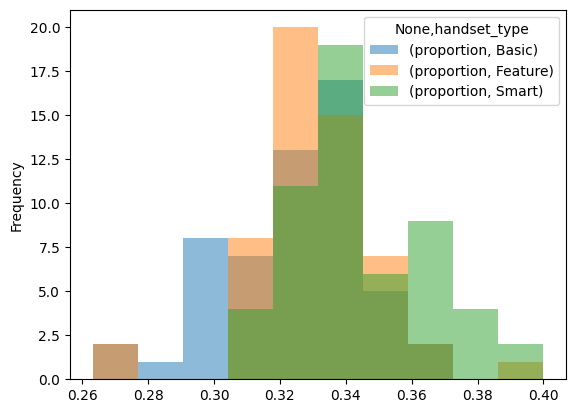 None,handset_type
(proportion, Basic)
(proportion, Feature)
(proportion, Smart)
Frequency
20.0
17.5
15.0
12.5
10.0
7.5
5.0
2.5
0.0
0.26 0.28 0.30 0.32 0.34 0.36 0.38 0.40